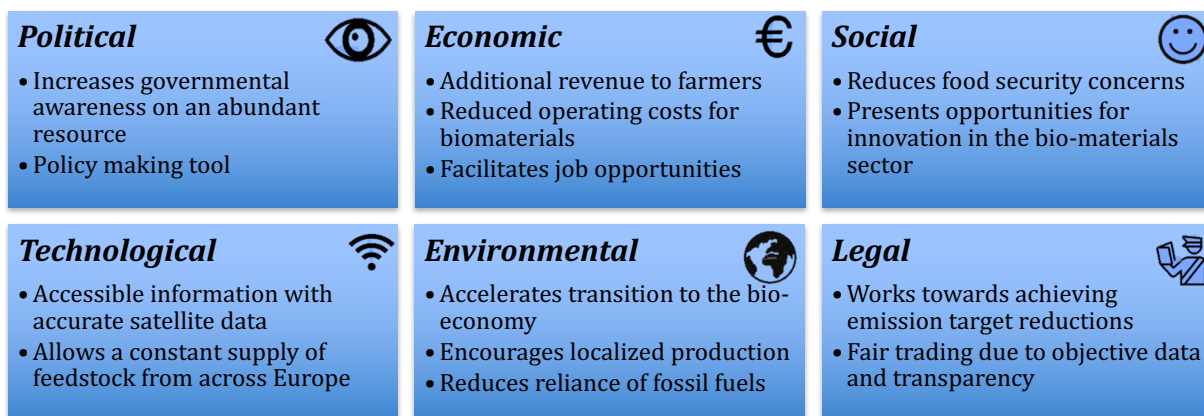 Political
• Increases governmental
awareness on an abundant
resource
• Policy making tool
Economic
€
• Additional revenue to farmers
• Reduced operating costs for
biomaterials
• Facilitates job opportunities
Social
• Reduces food security concerns
• Presents opportunities for
innovation in the bio-materials
sector
Technological
• Accessible information with
accurate satellite data
• Allows a constant supply of
feedstock from across Europe
Environmental
• Accelerates transition to the bio-
economy
• Encourages localized production
• Reduces reliance of fossil fuels
Legal
• Works towards achieving
emission target reductions
• Fair trading due to objective data
and transparency